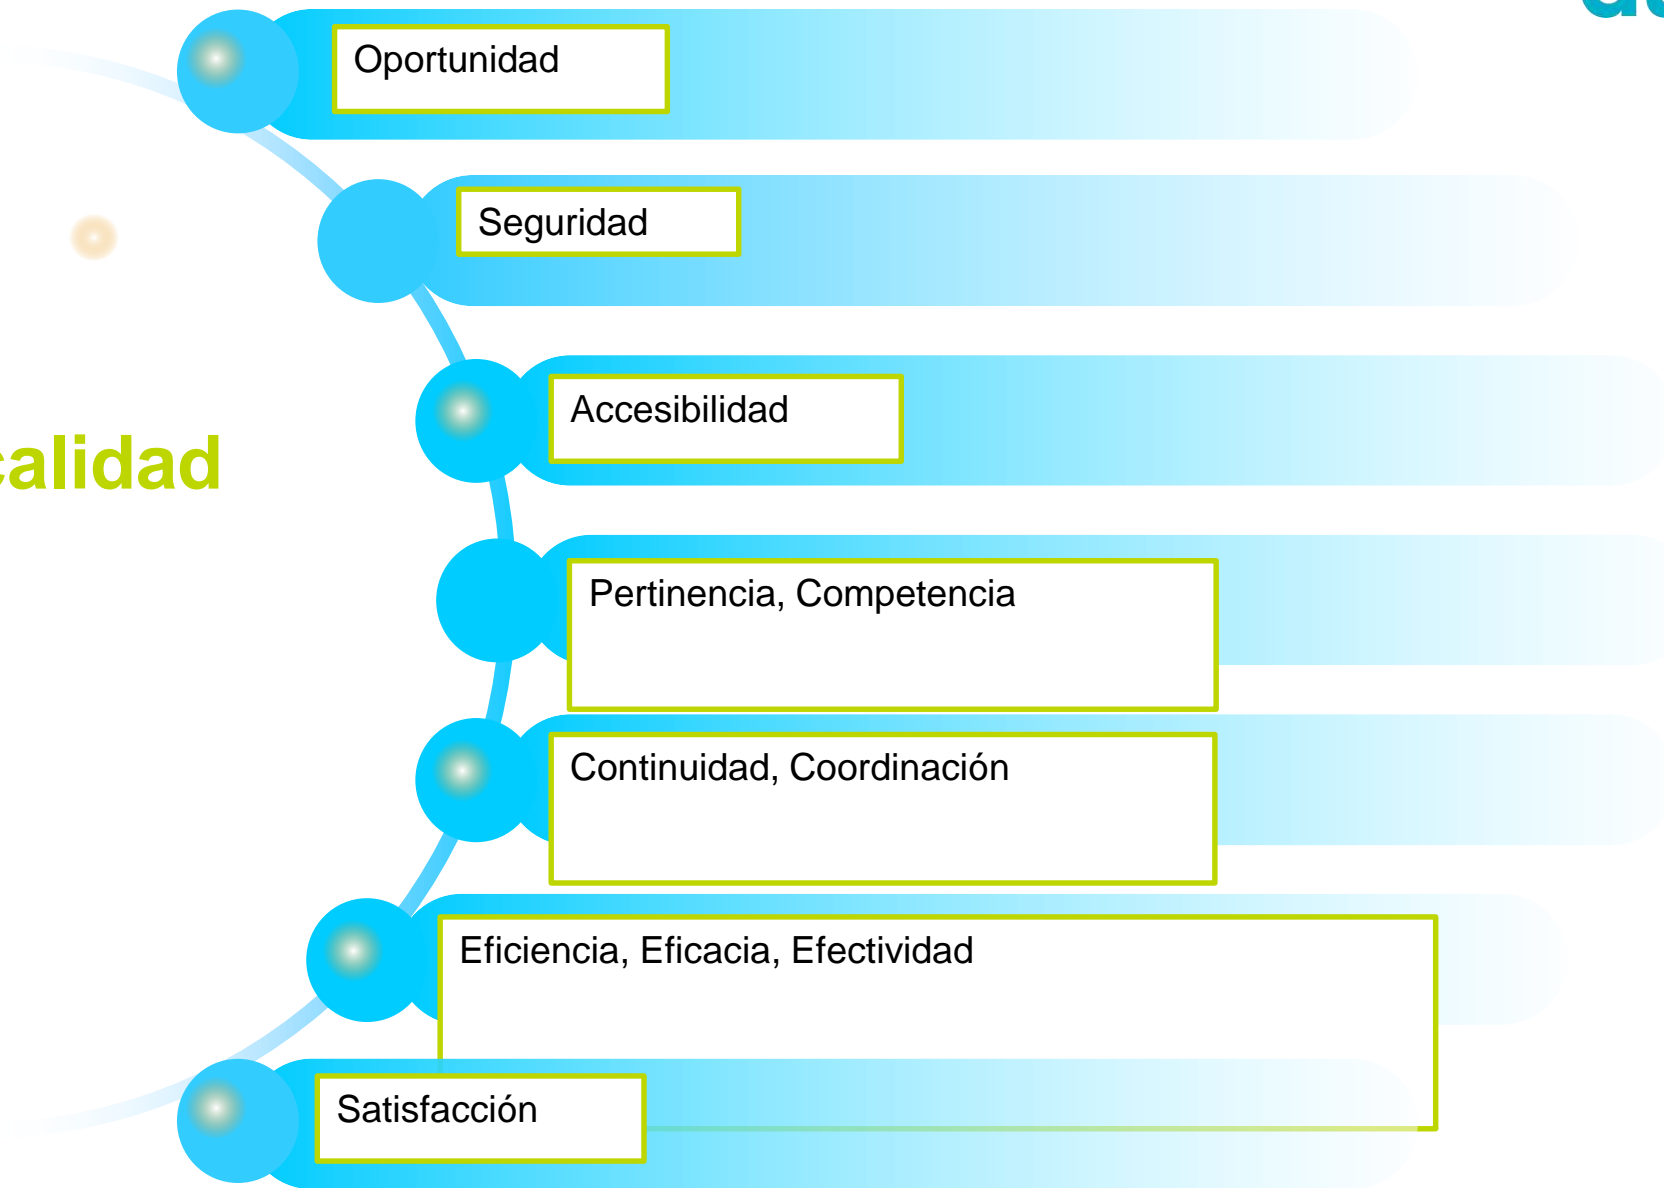 Oportunidad
Seguridad
Accesibilidad
calidad
Pertinencia, Competencia
Continuidad, Coordinación
Eficiencia, Eficacia, Efectividad
Satisfacción